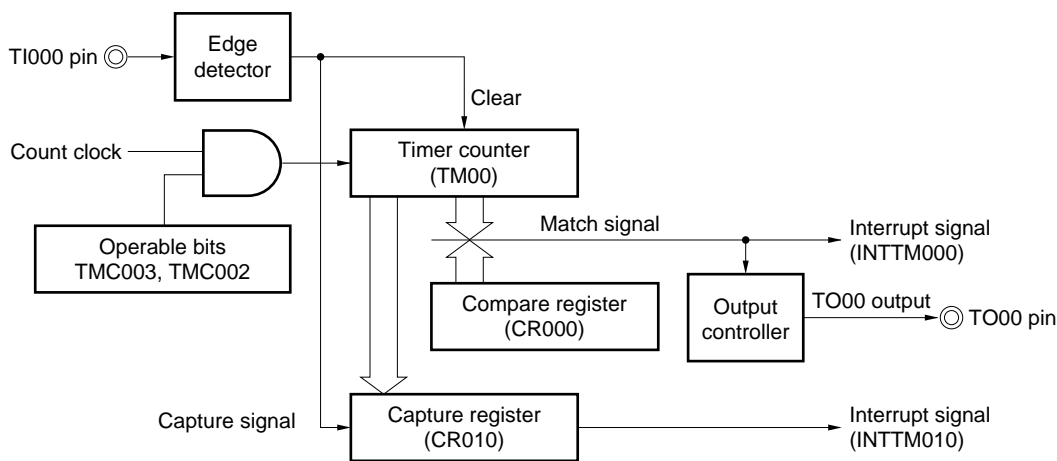 TI000 pin
Edge
detector
Clear
Count clock
Timer counter
(TM00)
Operable bits
TMC003, TMC002
Match signal
Interrupt signal
(INTTM000)
Compare register
(CR000)
Output
controller
TO00 output
TO00 pin
Capture signal
Capture register
(CR010)
Interrupt signal
(INTTM010)